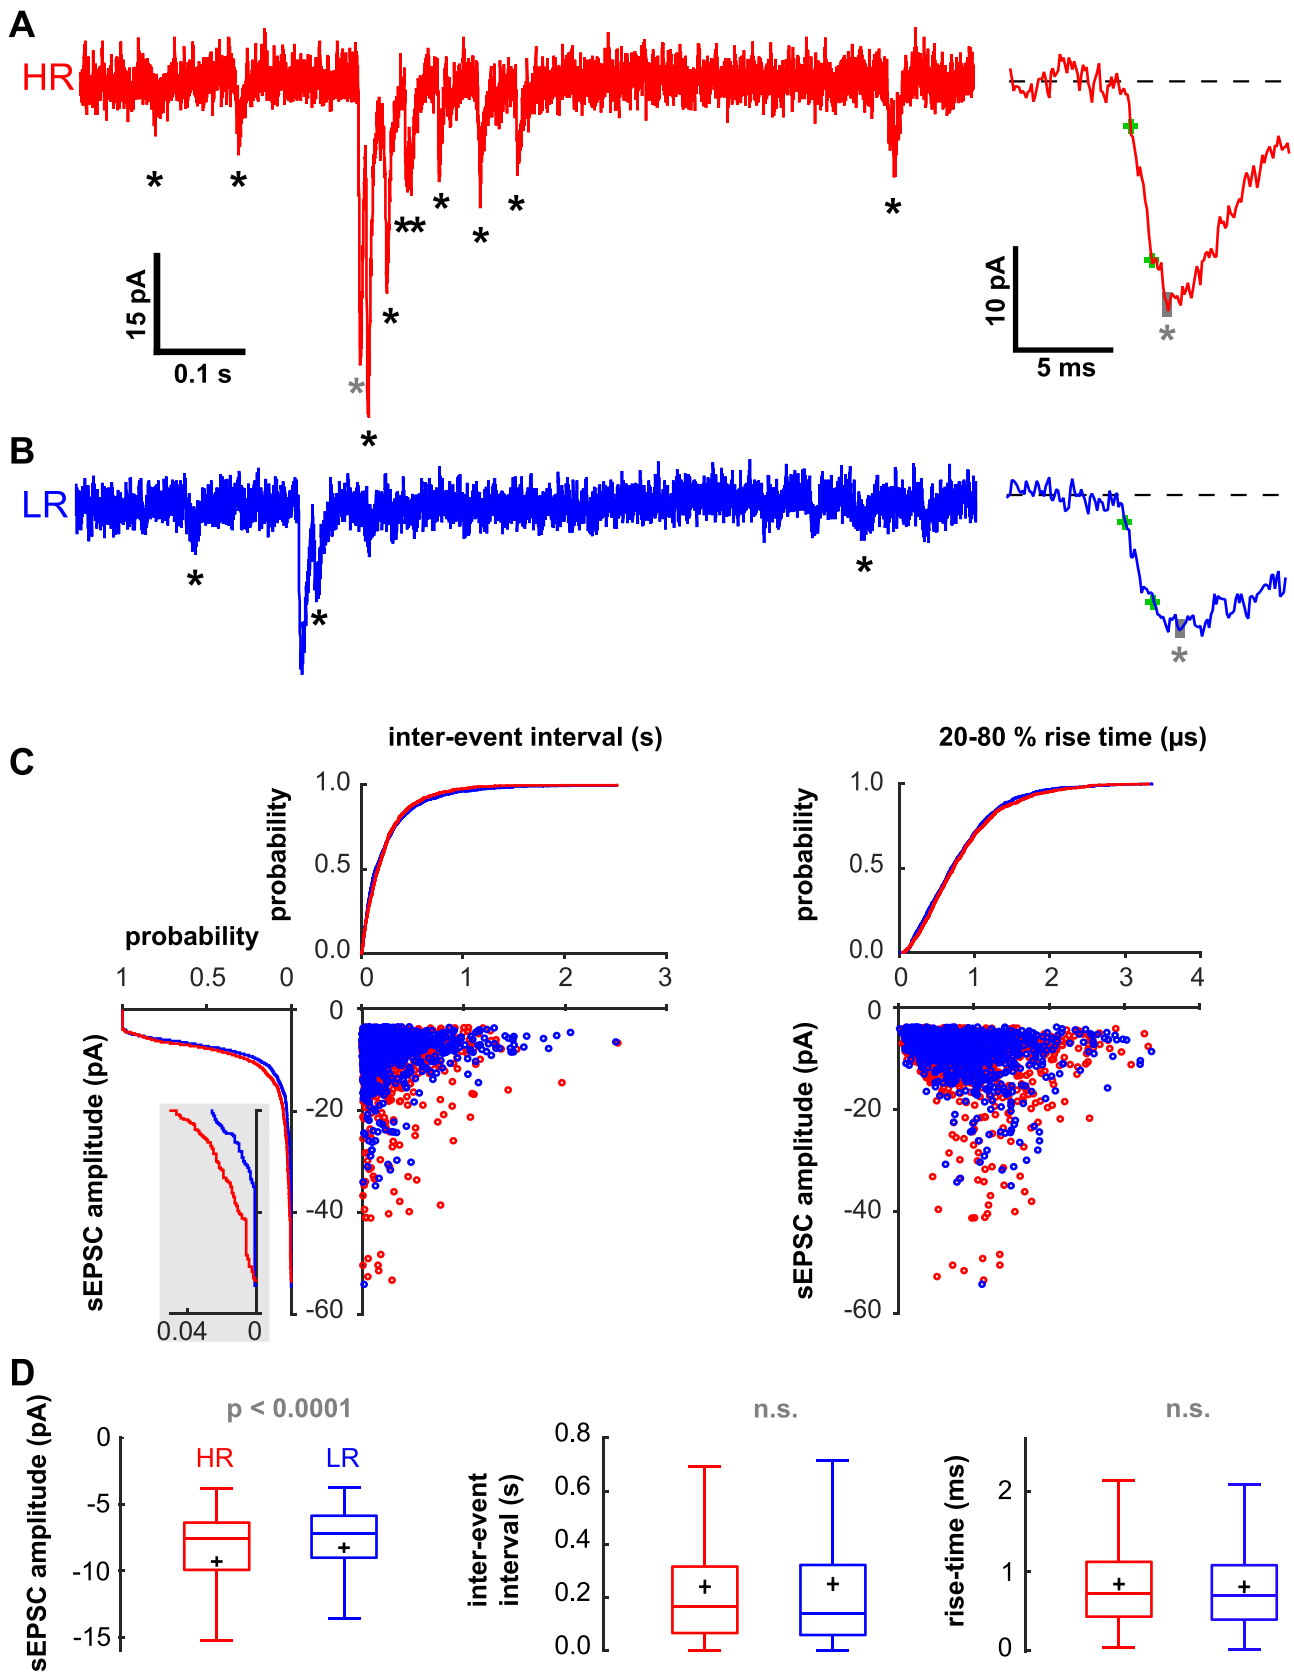 A
HR
*
*
*
*
*
**
*
*
*
*
*
15 pA
0.1 s
10 pA
5 ms
*
B
LR
*
*
*
*
C
inter-event interval (s)
20-80 % rise time (µs)
probability
1.0
0.5
0.0
0
1
2
3
probability
1.0
0.5
0.0
0
1
2
3
4
probability
1
0.5
0
sEPSC amplitude (pA)
0.04
0
0
-20
-40
-60
sEPSC amplitude (pA)
0
-20
-40
-60
D
p < 0.0001
n.s.
n.s.
sEPSC amplitude (pA)
0
-5
-10
-15
HR
LR
+
+
inter-event
interval (s)
0.8
0.6
0.4
0.2
0.0
+
+
rise-time (ms)
2
1
0
+
+